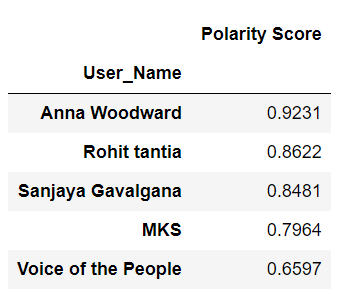 Polarity Score
User_Name
Anna Woodward 0.9231
Rohit tantia 0.8622
Sanjaya Gavalgana 0.8481
MKS 0.7964
Voice of the People 0.6597